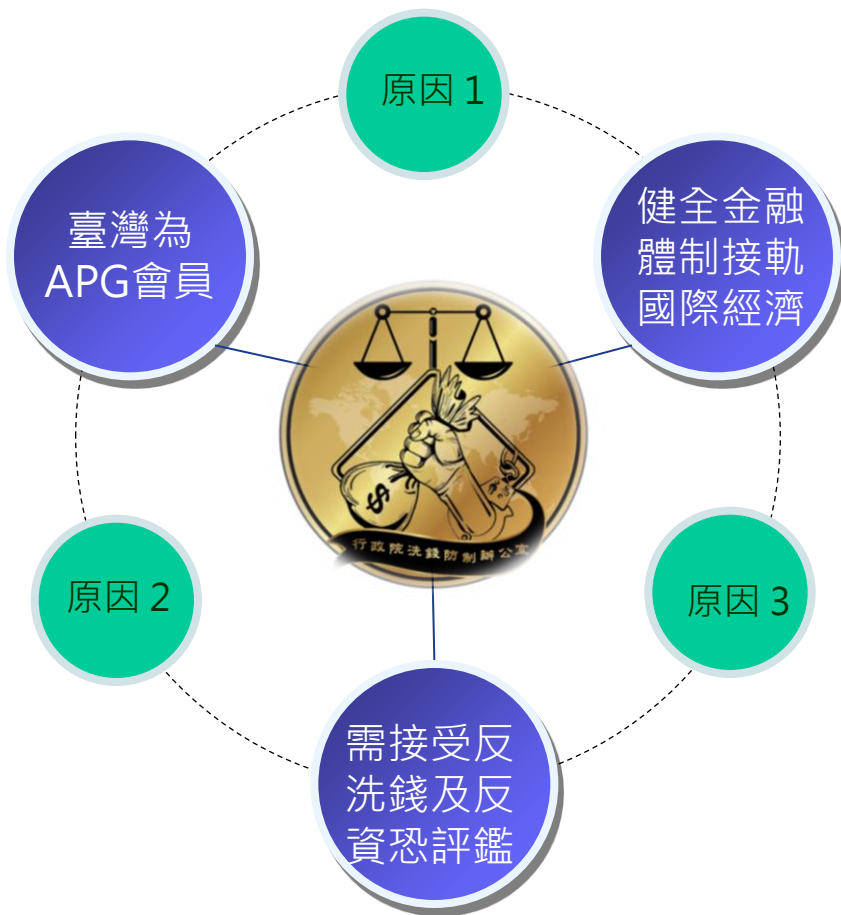 原因 1
臺灣為
APG會員
健全金融
體制接軌
國際經濟
$
行政院洗錢防制辦公室
原因 2
原因 3
需接受反
洗錢及反
資恐評鑑